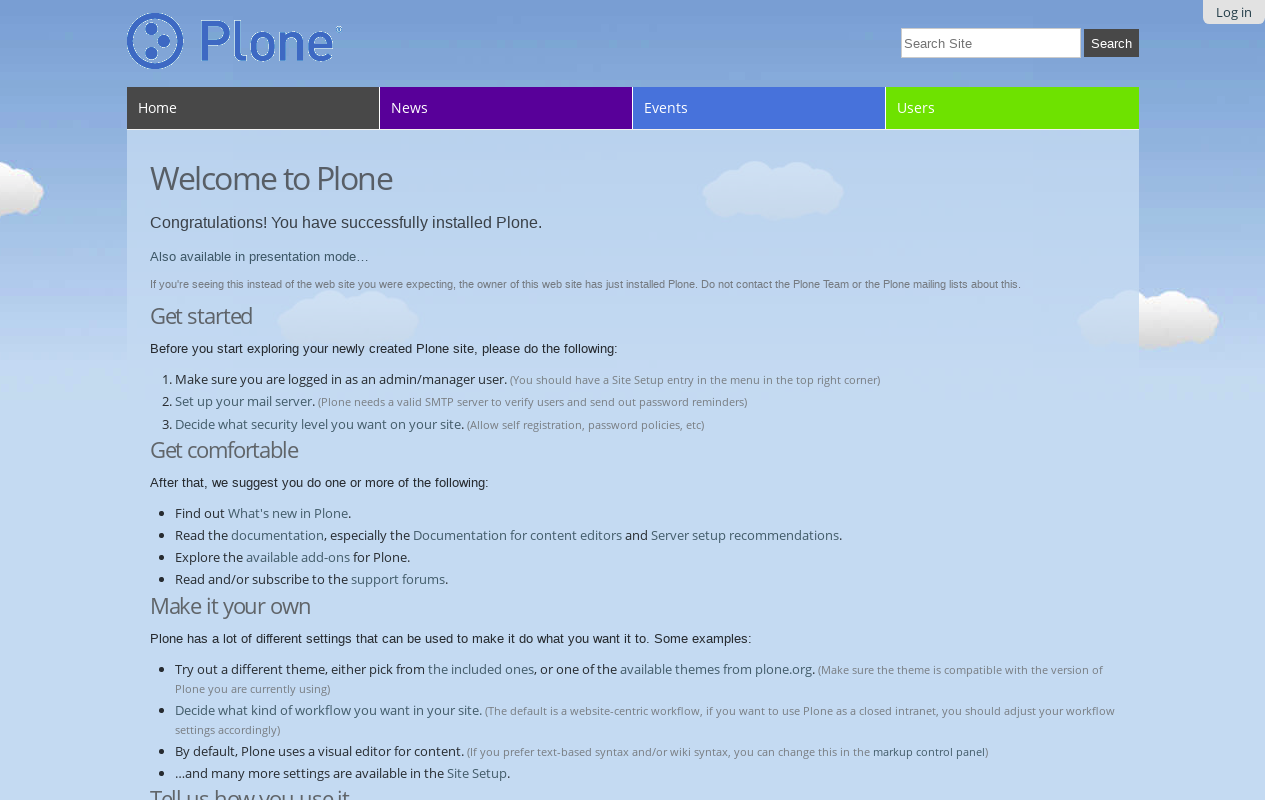 Log in
Plone
Search Site
Search
Home
News
Events
Users
Welcome to Plone
Congratulations! You have successfully installed Plone.
Also available in presentation mode…
If you're seeing this instead of the web site you were expecting, the owner of this web site has just installed Plone. Do not contact the Plone Team or the Plone mailing lists about this.
Get started
Before you start exploring your newly created Plone site, please do the following:
1. Make sure you are logged in as an admin/manager user. (You should have a Site Setup entry in the menu in the top right corner)
2. Set up your mail server. (Plone needs a valid SMTP server to verify users and send out password reminders)
3. Decide what security level you want on your site. (Allow self registration, password policies, etc)
Get comfortable
After that, we suggest you do one or more of the following:
• Find out What's new in Plone.
• Read the documentation, especially the Documentation for content editors and Server setup recommendations.
• Explore the available add-ons for Plone.
• Read and/or subscribe to the support forums.
Make it your own
Plone has a lot of different settings that can be used to make it do what you want it to. Some examples:
• Try out a different theme, either pick from the included ones, or one of the available themes from plone.org. (Make sure the theme is compatible with the version of
Plone you are currently using)
• Decide what kind of workflow you want in your site. (The default is a website-centric workflow, if you want to use Plone as a closed intranet, you should adjust your workflow
settings accordingly)
• By default, Plone uses a visual editor for content. (If you prefer text-based syntax and/or wiki syntax, you can change this in the markup control panel)
• …and many more settings are available in the Site Setup.
Tell us how you use it